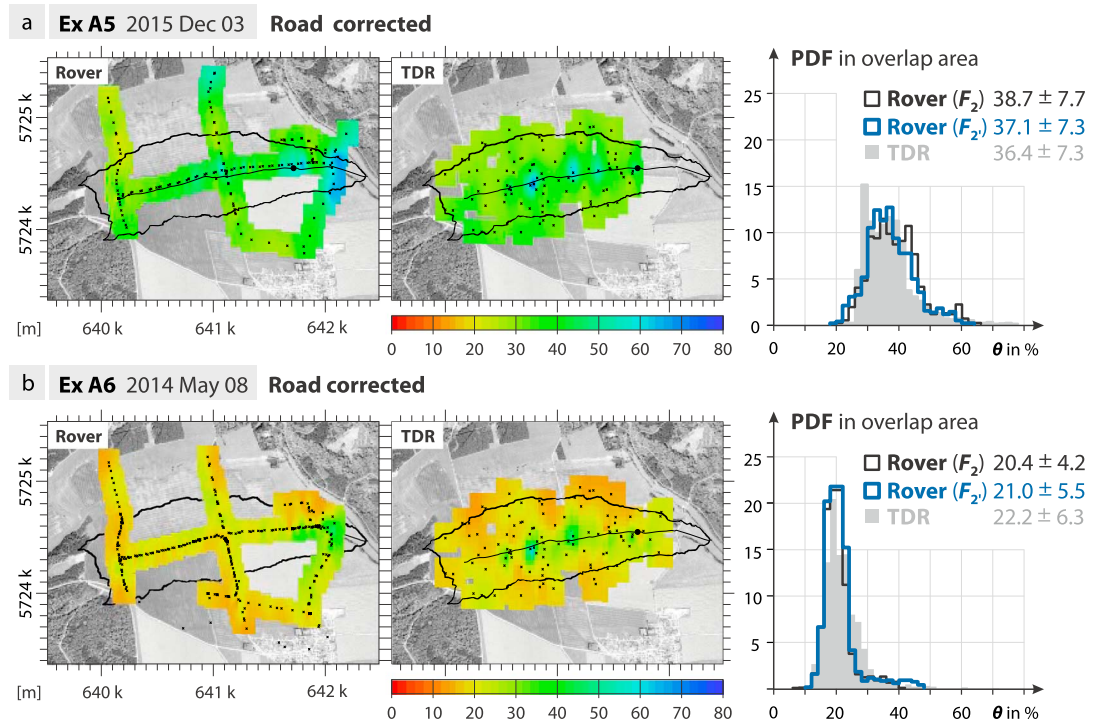 a Ex A5 2015 Dec 03 Road corrected
Rover
TDR
5725 k
5724 k
[m] 640 k 641 k 642 k
0 10 20 30 40 50 60 70 80
PDF in overlap area
Rover (F₂) 38.7 ± 7.7
Rover (F₂,) 37.1 ± 7.3
TDR 36.4 ± 7.3
25
20
15
10
5
0
0 20 40 60 θ in %
b Ex A6 2014 May 08 Road corrected
Rover
TDR
5725 k
5724 k
[m] 640 k 641 k 642 k
0 10 20 30 40 50 60 70 80
PDF in overlap area
Rover (F₂) 20.4 ± 4.2
Rover (F₂,) 21.0 ± 5.5
TDR 22.2 ± 6.3
25
20
15
10
5
0 20 40 60 θ in %